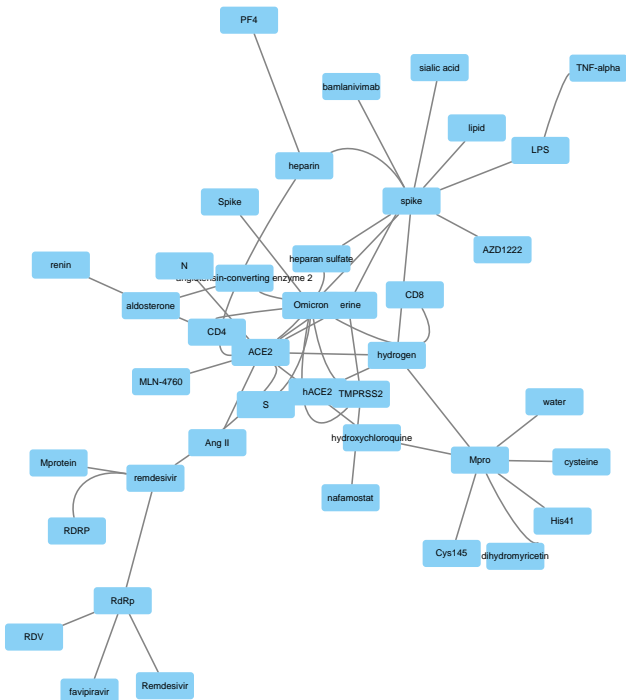 PF4
sialic acid
TNF-alpha
bamlanivimab
lipid
LPS
heparin
spike
Spike
AZD1222
heparan sulfate
renin
N
enzyme 2
CD8
aldosterone
Omicron
erine
CD4
ACE2
hydrogen
MLN-4760
hACE2
TMPRSS2
S
water
Ang II
hydroxychloroquine
Mpro
cysteine
Mprotein
remdesivir
nafamostat
RDRP
His41
Cys145
dihydromyricetin
RdRp
RDV
favipiravir
Remdesivir